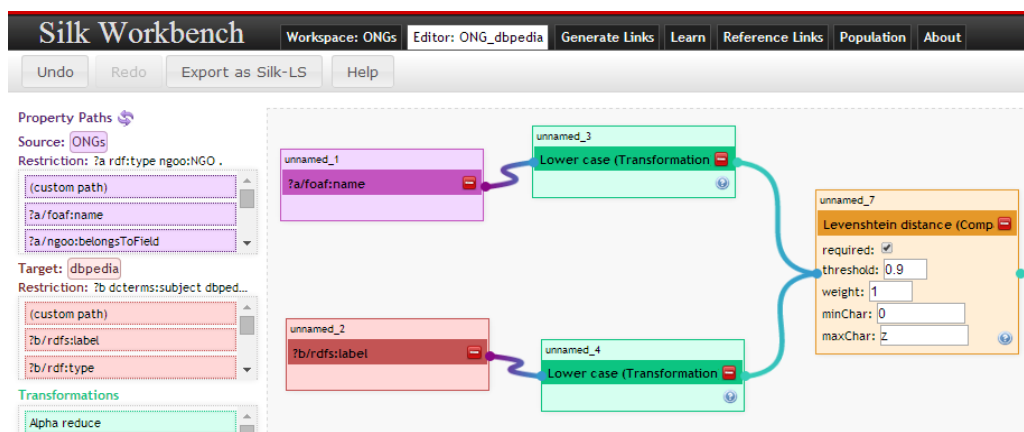 Silk Workbench
Workspace: ONGs Editor: ONG_dbpedia Generate Links Learn Reference Links Population About
Undo Redo Export as Silk-LS Help
Property Paths
Source: ONGs
Restriction: ?a rdf:type ngoo:NGO .
(custom path)
?a/foaf:name
?a/ngoo:belongsToField
Target: dbpedia
Restriction: ?b dcterms:subject dbped...
(custom path)
?b/rdfs:label
?b/rdf:type
Transformations
Alpha reduce
unnamed_1
?a/foaf:name
unnamed_2
?b/rdfs:label
unnamed_3
Lower case (Transformation
unnamed_4
Lower case (Transformation
unnamed_7
Levenshtein distance (Comp
required:
threshold: 0.9
weight: 1
minChar: 0
maxChar: z